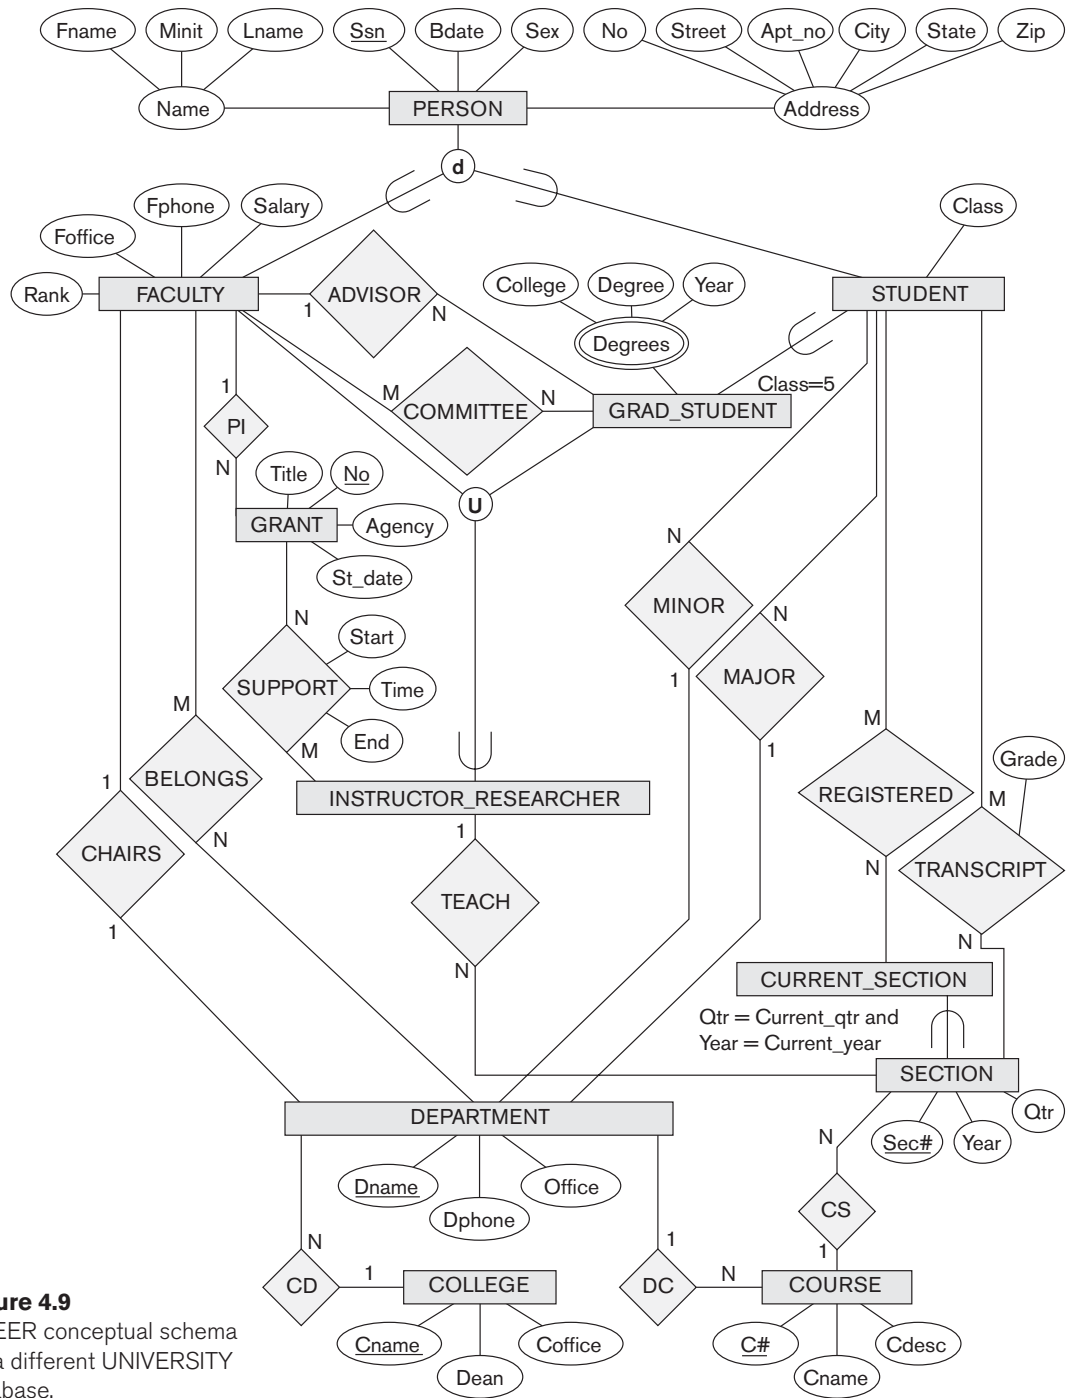 Fname Minit Lname Ssn Bdate Sex No Street Apt_no City State Zip
Name PERSON Address
d
Fphone Salary Class
Foffice
Rank FACULTY ADVISOR College Degree Year STUDENT
1 N
Degrees
Class=5
1 M COMMITTEE N GRAD_STUDENT
PI
N Title No U
GRANT Agency
N
St_date
MINOR N
N Start
SUPPORT Time 1 MAJOR
M End M
M 1 Grade
1 BELONGS INSTRUCTOR_RESEARCHER REGISTERED M
N 1
CHAIRS N TRANSCRIPT
TEACH
1 N
N CURRENT_SECTION
Qtr = Current_qtr and
Year = Current_year
SECTION
DEPARTMENT Qtr
N Sec# Year
Dname Office
Dphone CS
N 1 1
CD 1 COLLEGE DC N COURSE
Cname Coffice C# Cdesc
Dean Cname
ure 4.9
EER conceptual schema
a different UNIVERSITY
abase.